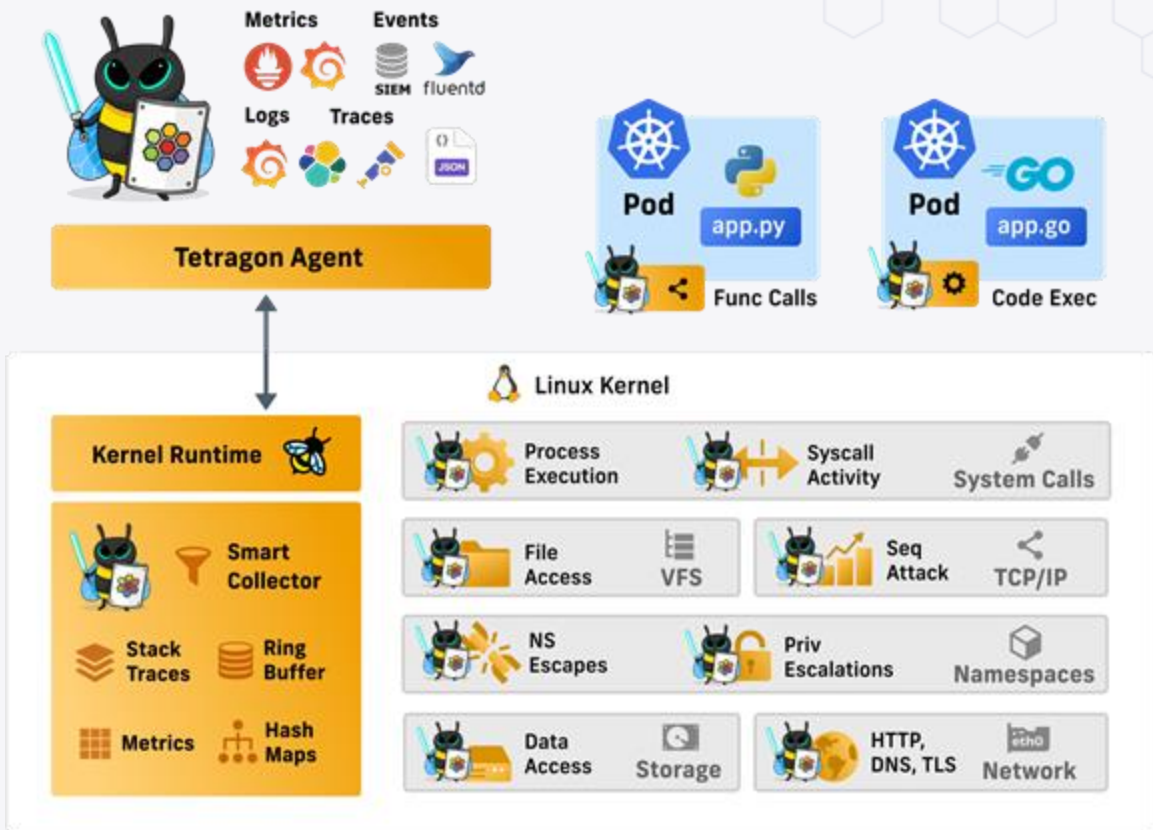 Metrics
Events
SIEM
fluentd
Logs
Traces
{}
JSON
Tetragon Agent
Pod
app.py
Func Calls
Pod
GO
app.go
Code Exec
Linux Kernel
Kernel Runtime
Smart
Collector
Stack
Traces
Ring
Buffer
Metrics
Hash
Maps
Process
Execution
Syscall
Activity
System Calls
File
Access
VFS
Seq
Attack
TCP/IP
NS
Escapes
Priv
Escalations
Namespaces
Data
Access
Storage
HTTP,
DNS, TLS
eth0
Network